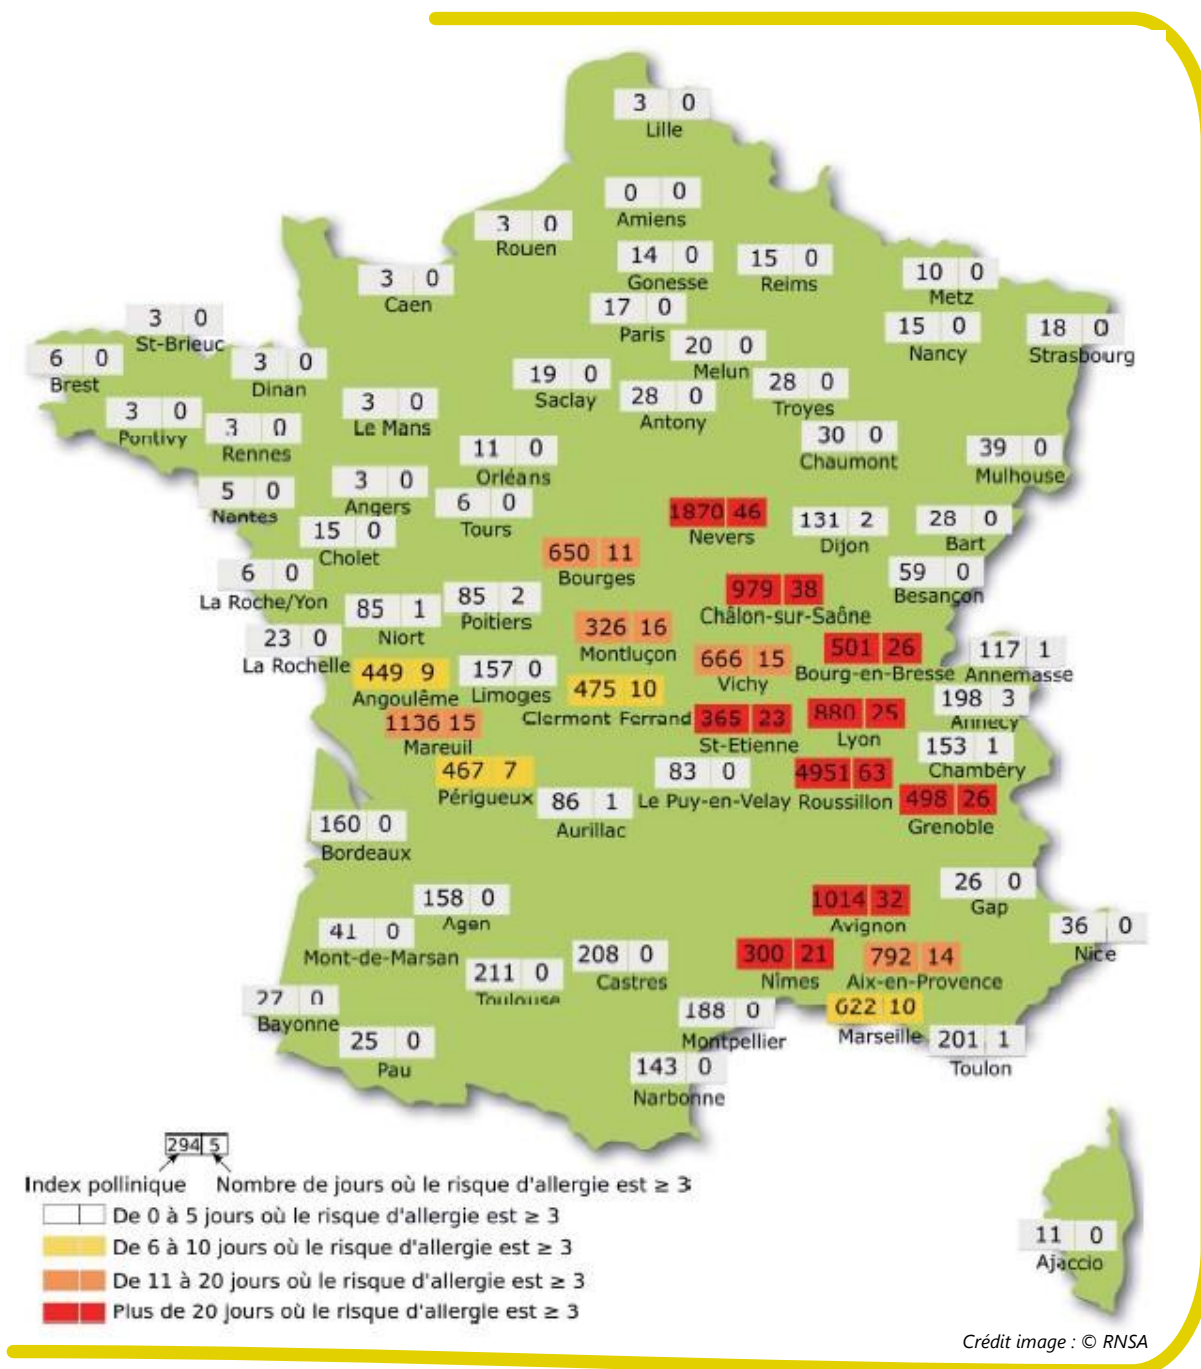 3 0
Lille
0 0
Amiens
3 0
Rouen
14 0
Gonesse
15 0
Reims
10 0
Metz
3 0
Caen
17 0
Paris
3 0
St-Brieuc
15 0
Nancy
18 0
Strasbourg
6 0
Brest
3 0
Dinan
20 0
Melun
19 0
Saclay
28 0
Antony
28 0
Troyes
3 0
Pontivy
3 0
Rennes
3 0
Le Mans
30 0
Chaumont
39 0
Mulhouse
11 0
Orléans
5 0
Nantes
3 0
Angers
6 0
Tours
1870 46
Nevers
131 2
Dijon
28 0
Bart
15 0
Cholet
650 11
Bourges
6 0
La Roche/Yon
59 0
Besançon
85 1
Niort
85 2
Poitiers
979 38
Châlon-sur-Saône
23 0
La Rochelle
326 16
Montluçon
666 15
Vichy
501 26
Bourg-en-Bresse
117 1
Annemasse
449 9
Angoulême
157 0
Limoges
475 10
Clermont Ferrand
365 23
St-Etienne
880 25
Lyon
198 3
Annecy
1136 15
Mareuil
153 1
Chambéry
467 7
Périgueux
86 1
Aurillac
83 0
Le Puy-en-Velay
4951 63
Roussillon
498 26
Grenoble
160 0
Bordeaux
158 0
Agen
1014 32
Avignon
26 0
Gap
41 0
Mont-de-Marsan
211 0
Toulouse
208 0
Castres
300 21
Nîmes
792 14
Aix-en-Provence
36 0
Nice
27 0
Bayonne
188 0
Montpellier
622 10
Marseille
201 1
Toulon
25 0
Pau
143 0
Narbonne
11 0
Ajaccio
294 5
Index pollinique Nombre de jours où le risque d'allergie est ≥ 3
De 0 à 5 jours où le risque d'allergie est ≥ 3
De 6 à 10 jours où le risque d'allergie est ≥ 3
De 11 à 20 jours où le risque d'allergie est ≥ 3
Plus de 20 jours où le risque d'allergie est ≥ 3
Crédit image : © RNSA